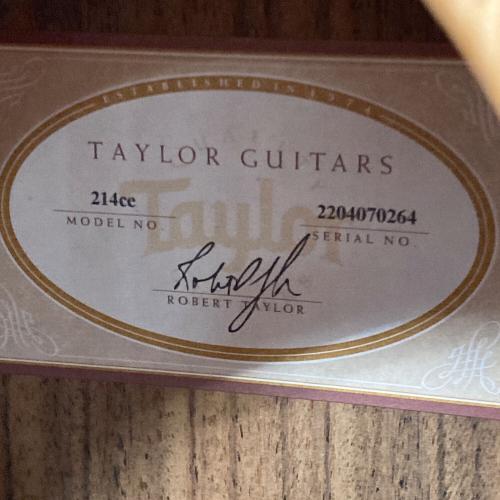 ESTABLISHED IN 1974
TAYLOR GUITARS
Taylor
214ce
MODEL NO.
2204070264
SERIAL NO.
ROBERT TAYLOR